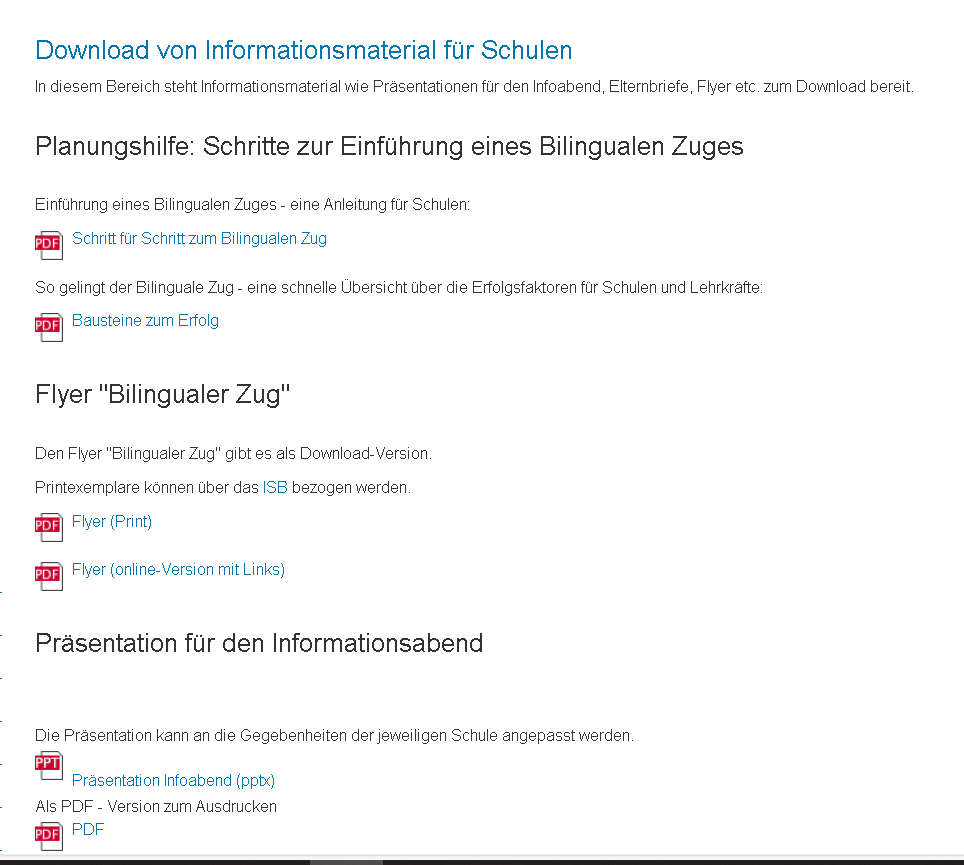 Download von Informationsmaterial für Schulen
In diesem Bereich steht Informationsmaterial wie Präsentationen für den Infoabend, Elternbriefe, Flyer etc. zum Download bereit.
Planungshilfe: Schritte zur Einführung eines Bilingualen Zuges
Einführung eines Bilingualen Zuges - eine Anleitung für Schulen:
PDF Schritt für Schritt zum Bilingualen Zug
So gelingt der Bilinguale Zug - eine schnelle Übersicht über die Erfolgsfaktoren für Schulen und Lehrkräfte:
PDF Bausteine zum Erfolg
Flyer "Bilingualer Zug"
Den Flyer "Bilingualer Zug" gibt es als Download-Version.
Printexemplare können über das ISB bezogen werden.
PDF Flyer (Print)
PDF Flyer (online-Version mit Links)
Präsentation für den Informationsabend
Die Präsentation kann an die Gegebenheiten der jeweiligen Schule angepasst werden.
PPT
Präsentation Infoabend (pptx)
Als PDF - Version zum Ausdrucken
PDF PDF